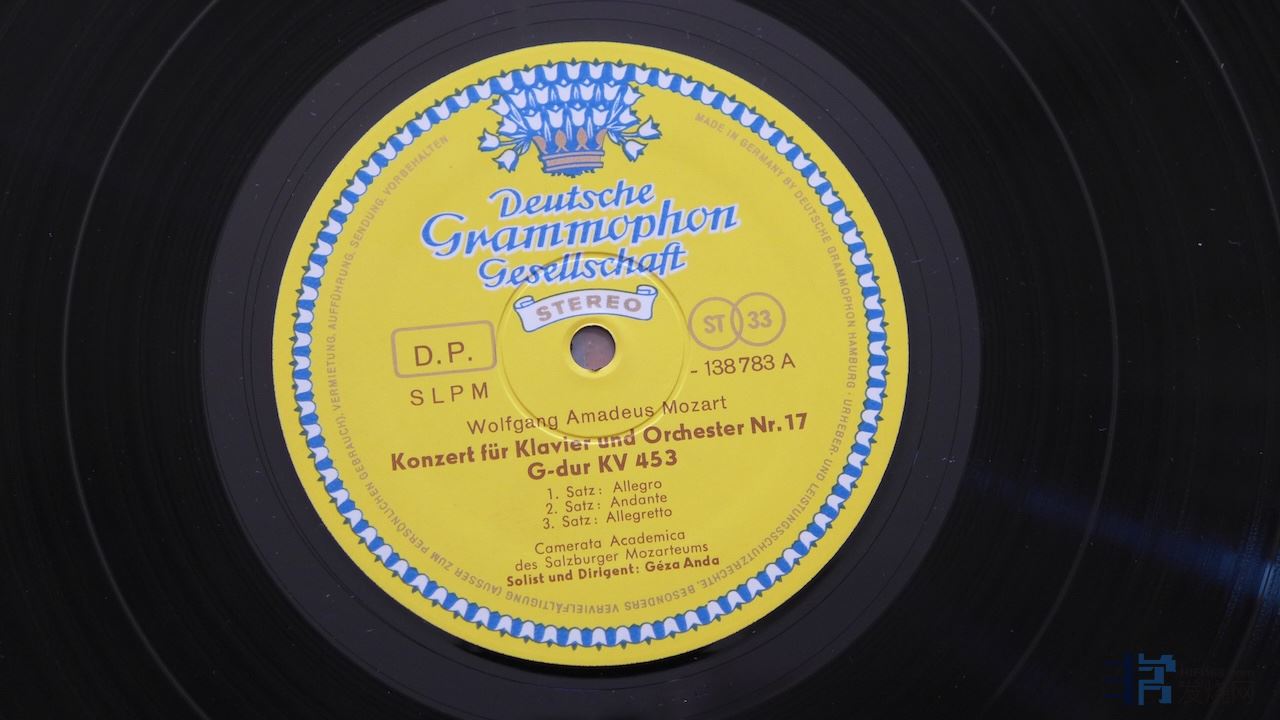 Deutsche
Grammophon
Gesellschaft
STEREO
D.P.
SLPM
ST 33
- 138 783 A
Wolfgang Amadeus Mozart
Konzert für Klavier und Orchester Nr. 17
G-dur KV 453
1. Satz: Allegro
2. Satz: Andante
3. Satz: Allegretto
Camerata Academica
des Salzburger Mozarteums
Solist und Dirigent: Géza Anda
MADE IN GERMANY BY DEUTSCHE GRAMMOPHON HAMBURG · URHEBER- UND LEISTUNGSSCHUTZRECHTE, BESONDERS VERVIELFÄLTIGUNG (AUSSER ZUM PERSÖNLICHEN GEBRAUCH), VERMIETUNG, AUFFÜHRUNG, SENDUNG, VORBEHALTEN